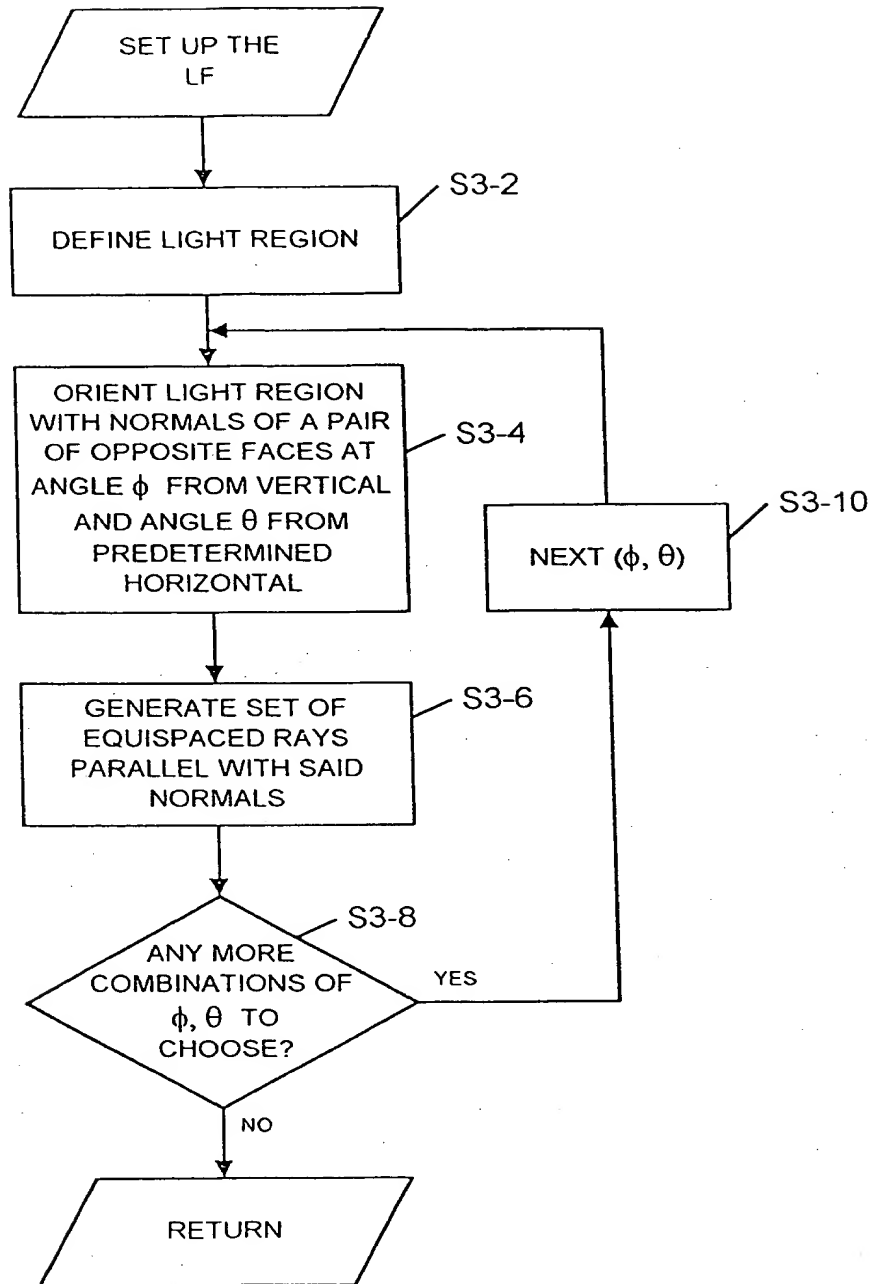 SET UP THE
LF
S3-2
DEFINE LIGHT REGION
ORIENT LIGHT REGION
WITH NORMALS OF A PAIR
OF OPPOSITE FACES AT
ANGLE ϕ FROM VERTICAL
AND ANGLE θ FROM
PREDETERMINED
HORIZONTAL
S3-4
S3-10
NEXT (ϕ, θ)
S3-6
GENERATE SET OF
EQUISPACED RAYS
PARALLEL WITH SAID
NORMALS
S3-8
ANY MORE
COMBINATIONS OF
ϕ, θ TO
CHOOSE?
YES
NO
RETURN